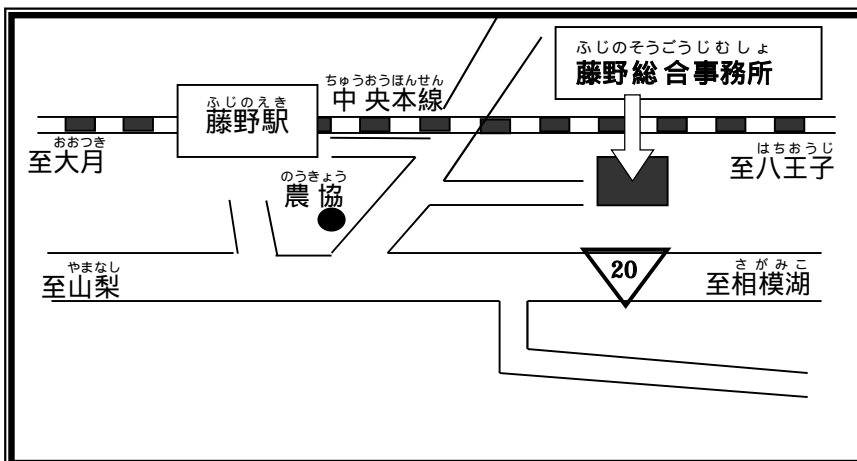 ふじのそうごうじむしょ
藤野総合事務所
ちゅうおうほんせん
中央本線
ふじのえき
藤野駅
おおつき
至大月
はちおうじ
至八王子
のうきょう
農協
やまなし
至山梨
20
さがみこ
至相模湖